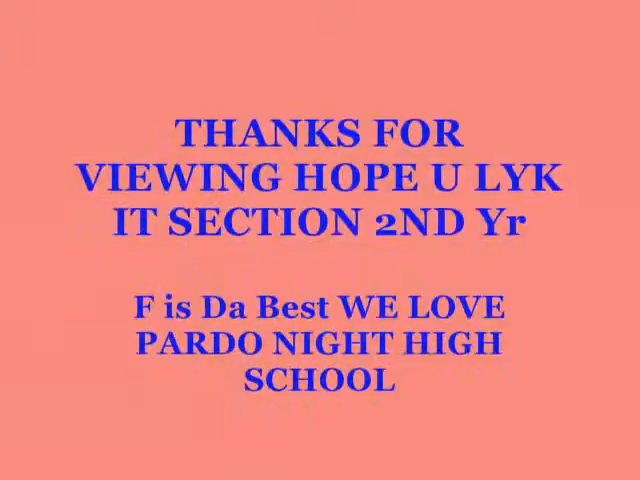 THANKS FOR
VIEWING HOPE U LYK
IT SECTION 2ND Yr
F is Da Best WE LOVE
PARDO NIGHT HIGH
SCHOOL